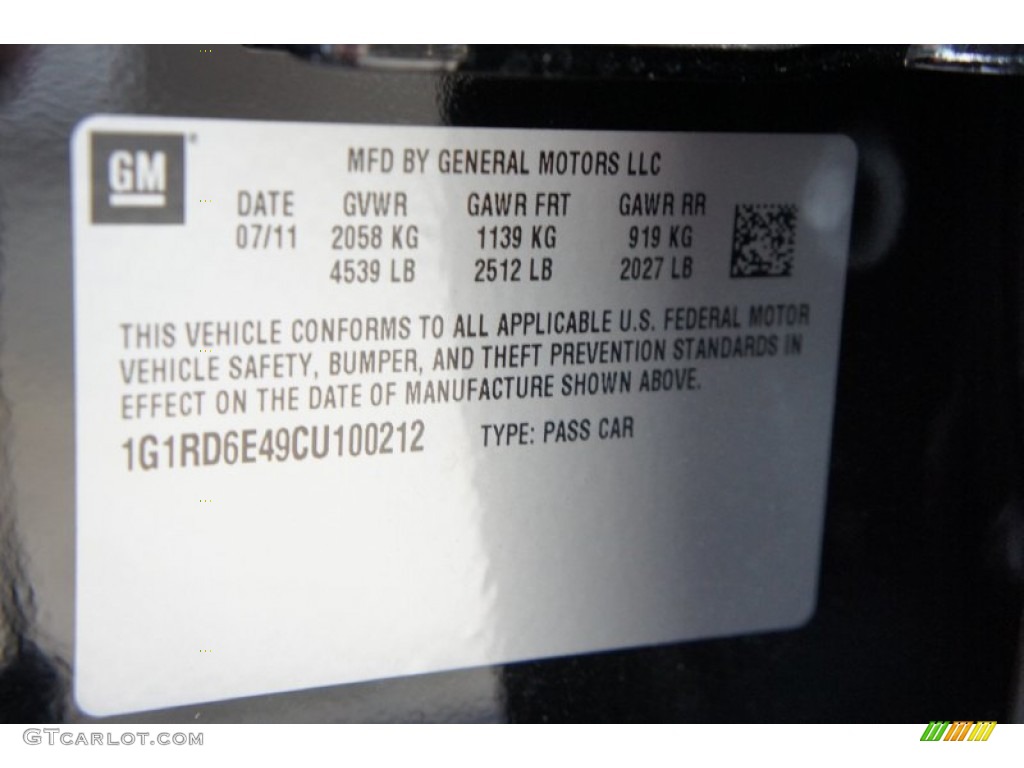 GM
MFD BY GENERAL MOTORS LLC
DATE GVWR GAWR FRT GAWR RR
07/11 2058 KG 1139 KG 919 KG
4539 LB 2512 LB 2027 LB
THIS VEHICLE CONFORMS TO ALL APPLICABLE U.S. FEDERAL MOTOR
VEHICLE SAFETY, BUMPER, AND THEFT PREVENTION STANDARDS IN
EFFECT ON THE DATE OF MANUFACTURE SHOWN ABOVE.
1G1RD6E49CU100212 TYPE: PASS CAR
GTCARLOT.COM